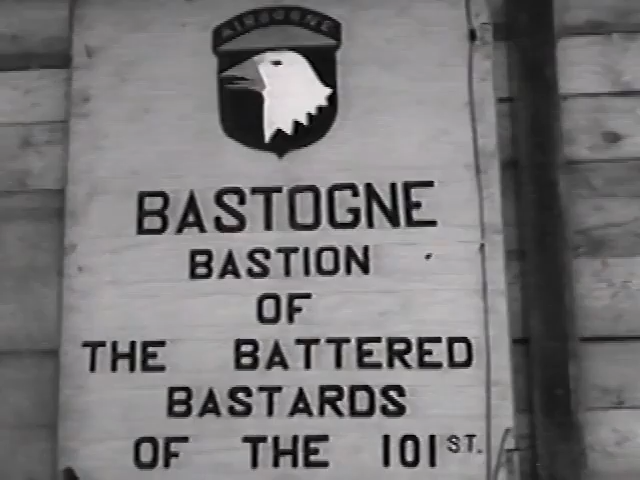 AIRBORNE
BASTOGNE
BASTION
OF
THE BATTERED
BASTARDS
OF THE 101ST.